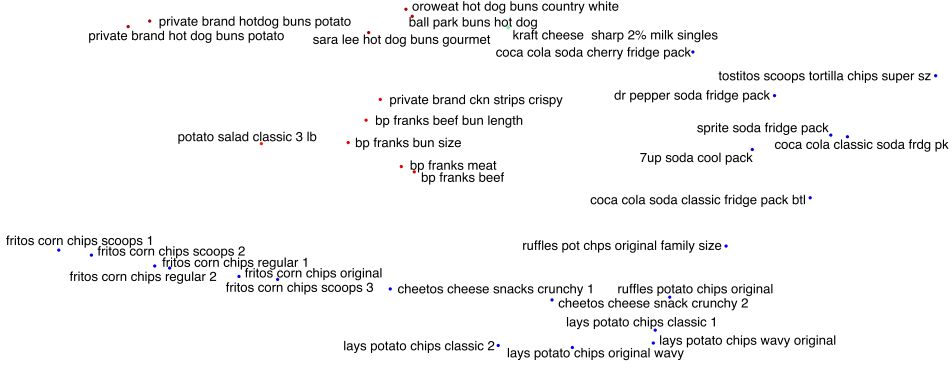 oroweat hot dog buns country white
private brand hotdog buns potato
ball park buns hot dog
private brand hot dog buns potato
sara lee hot dog buns gourmet
kraft cheese  sharp 2% milk singles
coca cola soda cherry fridge pack
tostitos scoops tortilla chips super sz
dr pepper soda fridge pack
private brand ckn strips crispy
bp franks beef bun length
sprite soda fridge pack
potato salad classic 3 lb
bp franks bun size
coca cola classic soda frdg pk
7up soda cool pack
bp franks meat
bp franks beef
coca cola soda classic fridge pack btl
fritos corn chips scoops 1
ruffles pot chps original family size
fritos corn chips scoops 2
fritos corn chips regular 1
fritos corn chips regular 2
fritos corn chips original
fritos corn chips scoops 3
cheetos cheese snacks crunchy 1
ruffles potato chips original
cheetos cheese snack crunchy 2
lays potato chips classic 1
lays potato chips wavy original
lays potato chips classic 2
lays potato chips original wavy